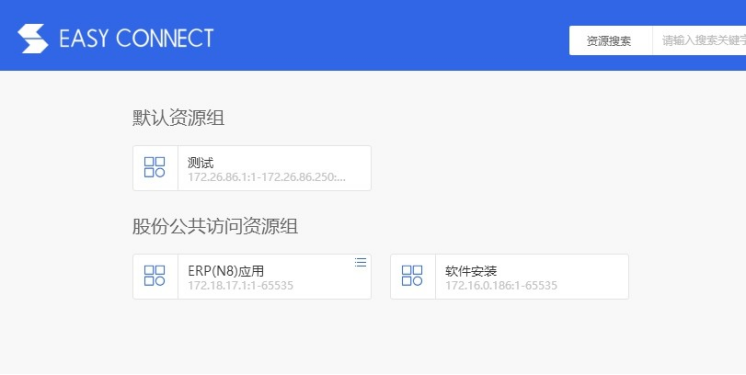 EASY CONNECT
资源搜索
请输入搜索关键字
默认资源组
测试
172.26.86.1:1-172.26.86.250:...
股份公共访问资源组
ERP(N8)应用
172.18.17.1:1-65535
软件安装
172.16.0.186:1-65535